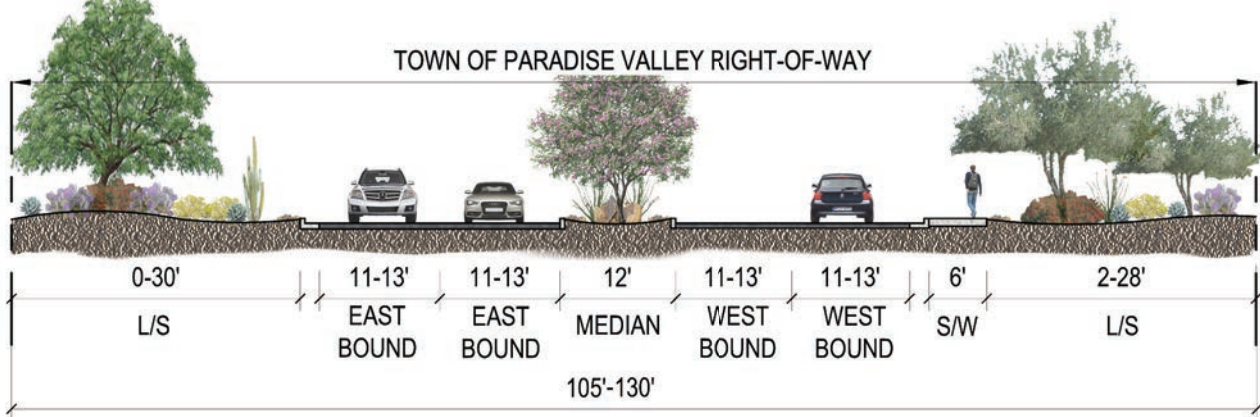 TOWN OF PARADISE VALLEY RIGHT-OF-WAY
0-30' 11-13' 11-13' 12' 11-13' 11-13' 6' 2-28'
L/S EAST BOUND EAST BOUND MEDIAN WEST BOUND WEST BOUND S/W L/S
105'-130'